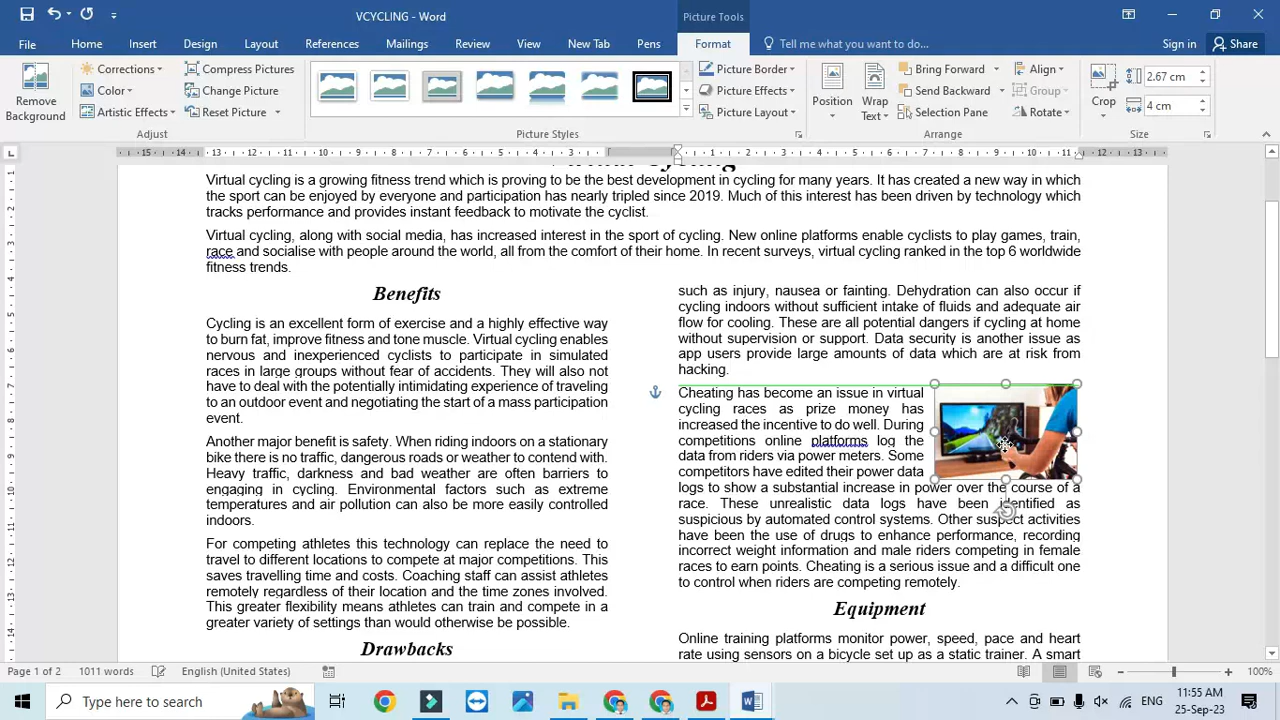 VCYCLING - Word
Picture Tools
Sign in
Share
File
Home
Insert
Design
Layout
References
Mailings
Review
View
New Tab
Pens
Format
Tell me what you want to do...
Remove
Background
Corrections
Color
Artistic Effects
Compress Pictures
Change Picture
Reset Picture
Adjust
Picture Styles
Picture Border
Picture Effects
Picture Layout
Position
Wrap
Text
Bring Forward
Send Backward
Selection Pane
Align
Group
Rotate
Arrange
Crop
2.67 cm
4 cm
Size
Virtual cycling is a growing fitness trend which is proving to be the best development in cycling for many years. It has created a new way in which
the sport can be enjoyed by everyone and participation has nearly tripled since 2019. Much of this interest has been driven by technology which
tracks performance and provides instant feedback to motivate the cyclist.
Virtual cycling, along with social media, has increased interest in the sport of cycling. New online platforms enable cyclists to play games, train,
race and socialise with people around the world, all from the comfort of their home. In recent surveys, virtual cycling ranked in the top 6 worldwide
fitness trends.
Benefits
Cycling is an excellent form of exercise and a highly effective way
to burn fat, improve fitness and tone muscle. Virtual cycling enables
nervous and inexperienced cyclists to participate in simulated
races in large groups without fear of accidents. They will also not
have to deal with the potentially intimidating experience of traveling
to an outdoor event and negotiating the start of a mass participation
event.
Another major benefit is safety. When riding indoors on a stationary
bike there is no traffic, dangerous roads or weather to contend with.
Heavy traffic, darkness and bad weather are often barriers to
engaging in cycling. Environmental factors such as extreme
temperatures and air pollution can also be more easily controlled
indoors.
For competing athletes this technology can replace the need to
travel to different locations to compete at major competitions. This
saves travelling time and costs. Coaching staff can assist athletes
remotely regardless of their location and the time zones involved.
This greater flexibility means athletes can train and compete in a
greater variety of settings than would otherwise be possible.
Drawbacks
such as injury, nausea or fainting. Dehydration can also occur if
cycling indoors without sufficient intake of fluids and adequate air
flow for cooling. These are all potential dangers if cycling at home
without supervision or support. Data security is another issue as
app users provide large amounts of data which are at risk from
hacking.
Cheating has become an issue in virtual
cycling races as prize money has
increased the incentive to do well. During
competitions online platforms log the
data from riders via power meters. Some
competitors have edited their power data
logs to show a substantial increase in power over the course of a
race. These unrealistic data logs have been identified as
suspicious by automated control systems. Other suspect activities
have been the use of drugs to enhance performance, recording
incorrect weight information and male riders competing in female
races to earn points. Cheating is a serious issue and a difficult one
to control when riders are competing remotely.
Equipment
Online training platforms monitor power, speed, pace and heart
rate using sensors on a bicycle set up as a static trainer. A smart
Page 1 of 2
1011 words
English (United States)
100%
Type here to search
ENG
11:55 AM
25-Sep-23